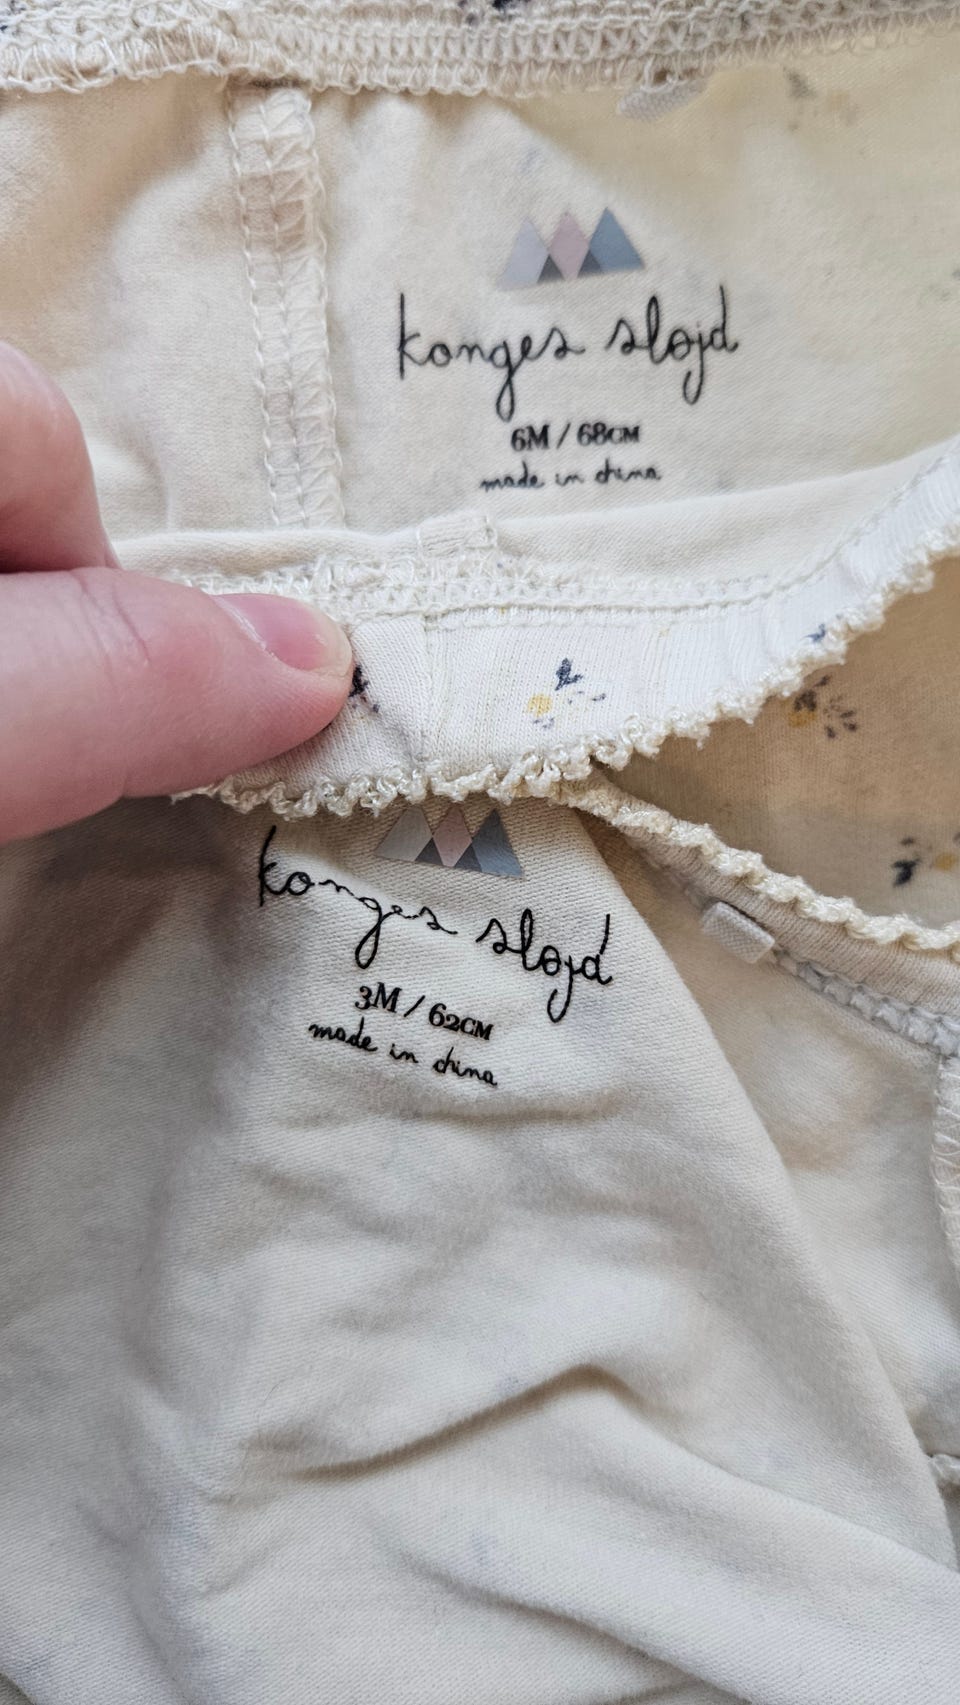 konges sløjd
6M / 68CM
made in china
konges sløjd
3M / 62CM
made in china